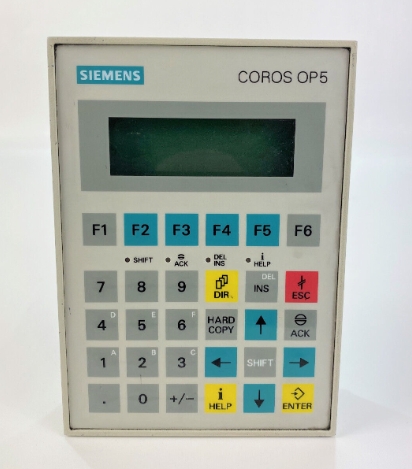 SIEMENS COROS OP5
F1 F2 F3 F4 F5 F6
SHIFT ACK DEL INS i HELP
7 8 9 DIR INS DEL ESC
4 D 5 E 6 F HARD COPY ↑ ACK
1 A 2 B 3 C ← SHIFT →
. 0 +/- i HELP ↓ ENTER